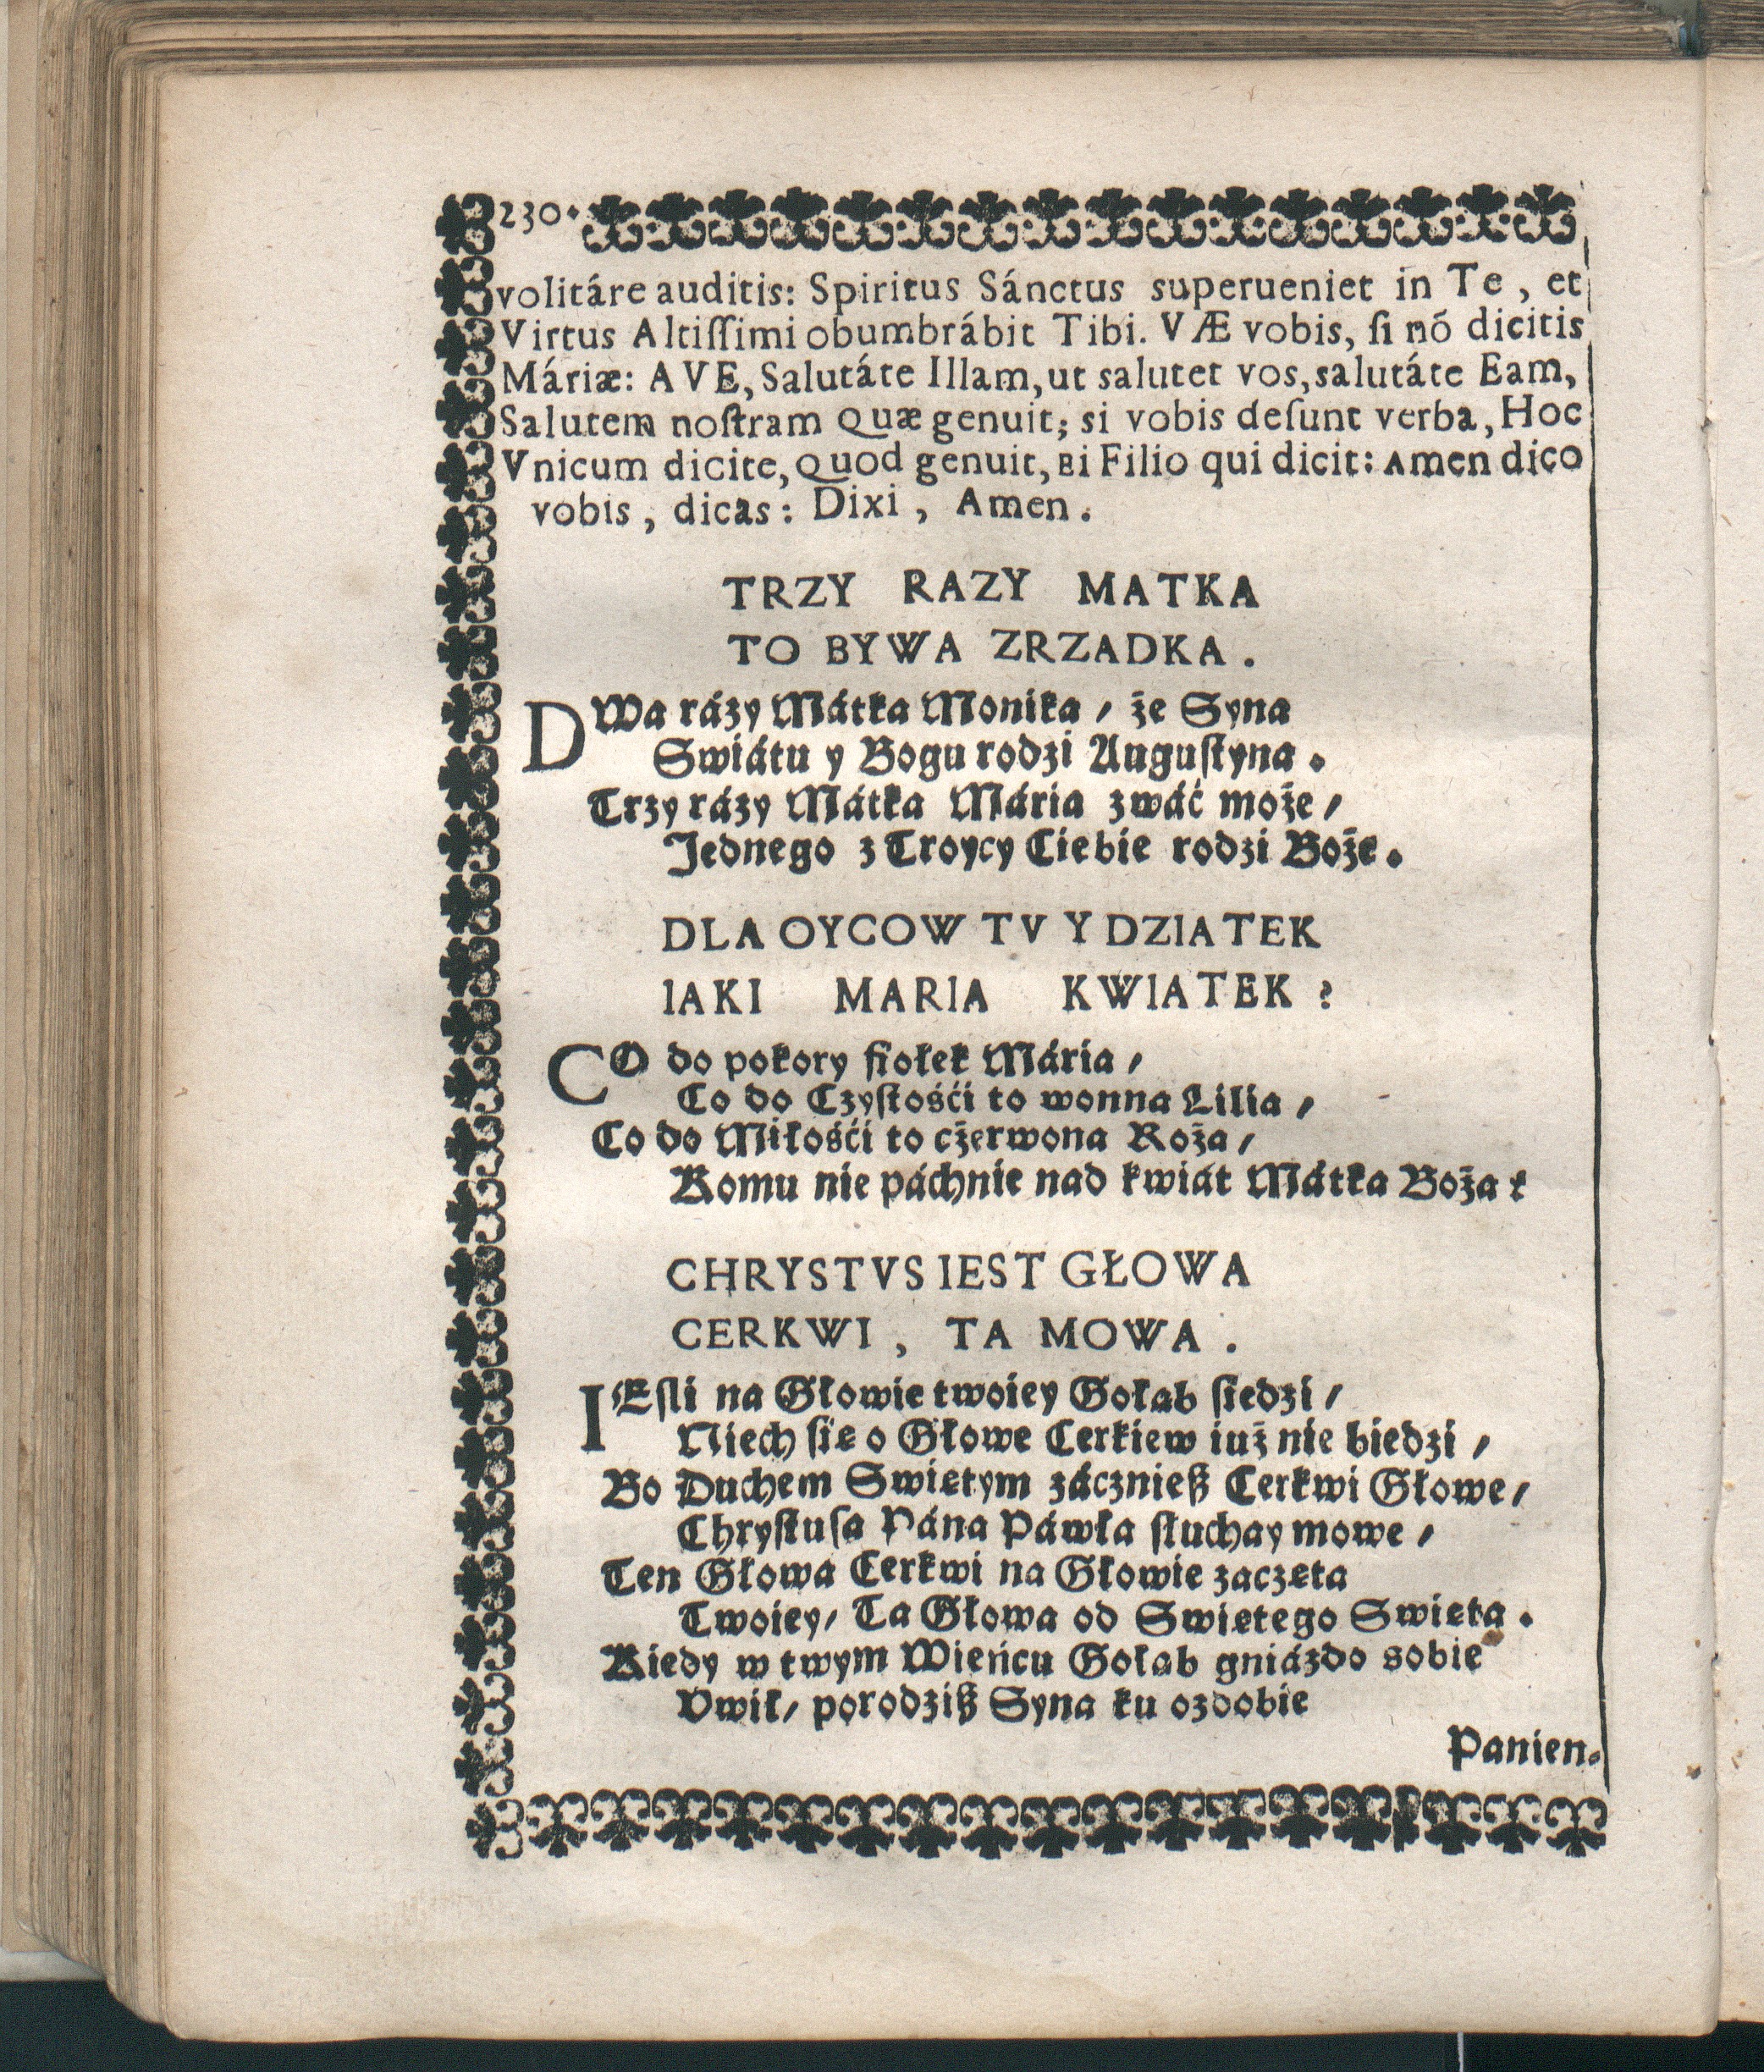 230.
volitáre auditis: Spiritus Sánctus superueniet in Te, et
Virtus Altiſſimi obumbrábit Tibi. VÆ vobis, ſi nó dicitis
Máriæ: AVE, Salutáte Illam, ut salutet vos, salutáte Eam,
Salutem noſtram Quæ genuit; si vobis deſunt verba, Hoc
Vnicum dicite, Quod genuit, Ei Filio qui dicit: Amen dico
vobis, dicas: Dixi, Amen.
TRZY RAZY MATKA
TO BYWA ZRZADKA.
DWa rázy Mátka Monika / że Syna
Swiátu y Bogu rodzi Auguſtyna.
Trzy rázy Mátka Mária zwáć może /
Jednego z Troycy Ciebie rodzi Boże.
DLA OYCOW TV Y DZIATEK
IAKI MARIA KWIATEK?
CO do pokory fiołek Mária /
Co do Czyſtośći to wonna Lilia /
Co do Miłośći to czerwona Roża /
Komu nie páchnie nad kwiát Mátka Boża?
CHRYSTVS IEST GŁOWA
CERKWI, TA MOWA.
IEſli na Głowie twoiey Gołąb ſiedzi /
Niech ſię o Głowę Cerkiew iuż nie biedzi /
Bo Duchem Swiętym zácznieß Cerkwi Głowę /
Chryſtuſa Pána Páwła słuchay mowę /
Ten Głowa Cerkwi na Głowie zaczęta
Twoiey / Ta Głowa od Swiętego Swięta.
Kiedy w twym Wieńcu Gołąb gniázdo sobie
Vwił / porodziß Syna ku ozdobie
Panien-